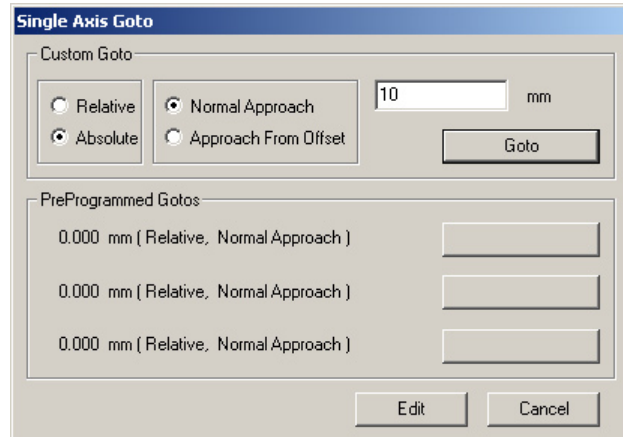 Single Axis Goto
Custom Goto
Relative
Absolute
Normal Approach
Approach From Offset
10 mm
Goto
PreProgrammed Gotos
0.000 mm ( Relative, Normal Approach )
0.000 mm ( Relative, Normal Approach )
0.000 mm ( Relative, Normal Approach )
Edit Cancel